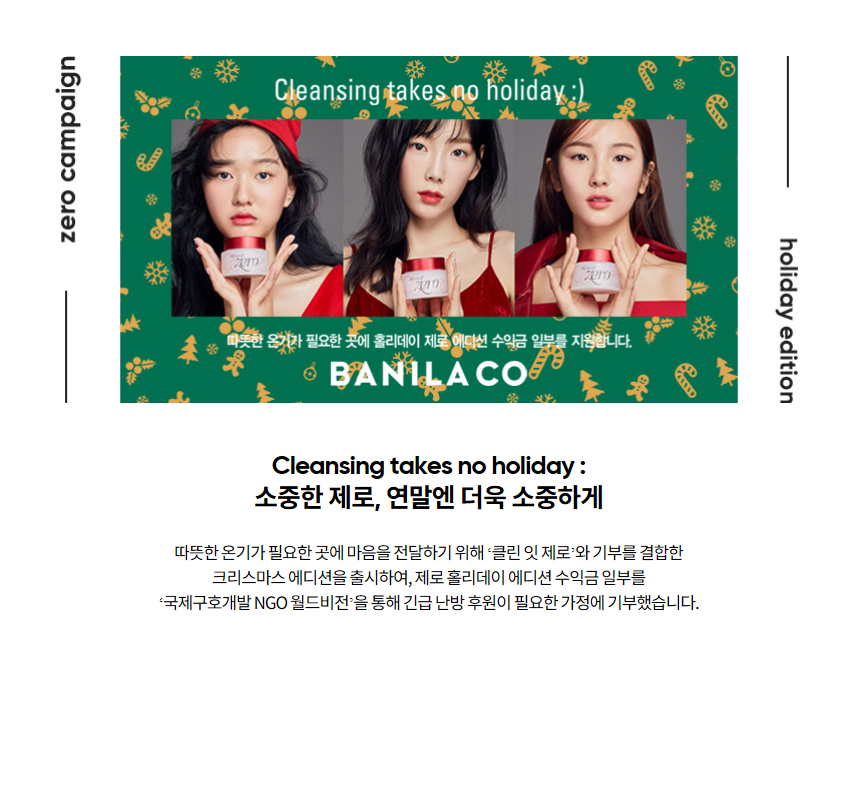 zero campaign
Cleansing takes no holiday :)
zero
zero
zero
따뜻한 온기가 필요한 곳에 홀리데이 제로 에디션 수익금 일부를 지원합니다.
BANILA CO
holiday edition
Cleansing takes no holiday :
소중한 제로, 연말엔 더욱 소중하게
따뜻한 온기가 필요한 곳에 마음을 전달하기 위해 ‘클린 잇 제로’와 기부를 결합한
크리스마스 에디션을 출시하여, 제로 홀리데이 에디션 수익금 일부를
‘국제구호개발 NGO 월드비전’을 통해 긴급 난방 후원이 필요한 가정에 기부했습니다.